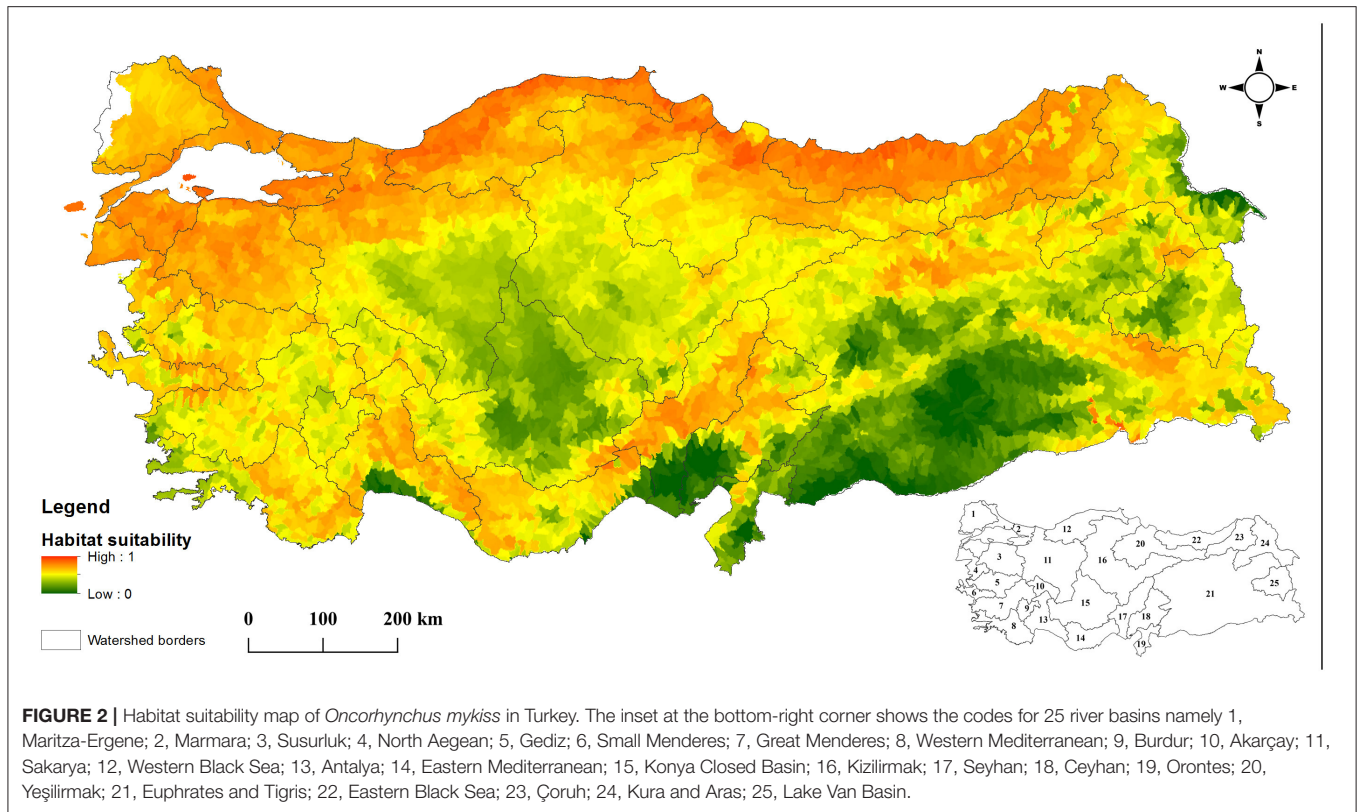 N
W E
S
Legend
Habitat suitability
High : 1
Low : 0
Watershed borders
0 100 200 km
1
2
12
22
23
24
20
3
11
16
4
25
5
10
6
21
15
7
9
17
18
13
8
14
19
FIGURE 2 | Habitat suitability map of Oncorhynchus mykiss in Turkey. The inset at the bottom-right corner shows the codes for 25 river basins namely 1,
Maritza-Ergene; 2, Marmara; 3, Susurluk; 4, North Aegean; 5, Gediz; 6, Small Menderes; 7, Great Menderes; 8, Western Mediterranean; 9, Burdur; 10, Akarçay; 11,
Sakarya; 12, Western Black Sea; 13, Antalya; 14, Eastern Mediterranean; 15, Konya Closed Basin; 16, Kizilirmak; 17, Seyhan; 18, Ceyhan; 19, Orontes; 20,
Yeşilirmak; 21, Euphrates and Tigris; 22, Eastern Black Sea; 23, Çoruh; 24, Kura and Aras; 25, Lake Van Basin.